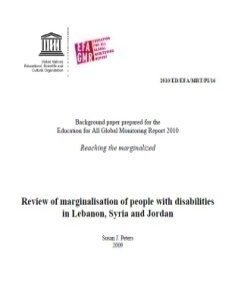 United Nations
Educational, Scientific and
Cultural Organization
EFA
GMR
EDUCATION
FOR ALL
GLOBAL
MONITORING
REPORT
2010/ED/EFA/MRT/PI/16
Background paper prepared for the
Education for All Global Monitoring Report 2010
Reaching the marginalized
Review of marginalisation of people with disabilities
in Lebanon, Syria and Jordan
Susan J. Peters
2009